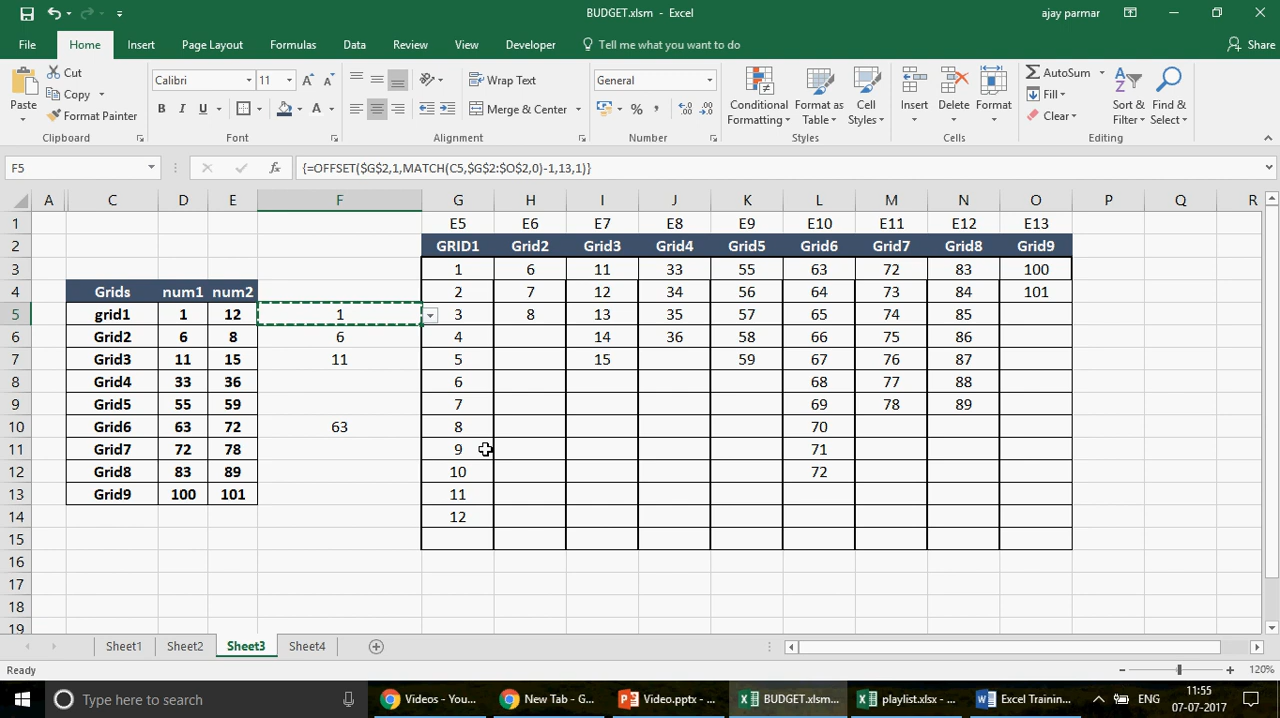 BUDGET.xlsm - Excel
ajay parmar
File Home Insert Page Layout Formulas Data Review View Developer Tell me what you want to do Share
Paste
Cut
Copy
Format Painter
Clipboard
Calibri 11
B I U
Font
Wrap Text
Merge & Center
Alignment
General
Number
Conditional Formatting
Format as Table
Cell Styles
Styles
Insert Delete Format
Cells
AutoSum
Fill
Clear
Sort & Filter
Find & Select
Editing
F5 fx {=OFFSET($G$2,1,MATCH(C5,$G$2:$O$2,0)-1,13,1)}
A C D E F G H I J K L M N O P Q R
1 E5 E6 E7 E8 E9 E10 E11 E12 E13
2 GRID1 Grid2 Grid3 Grid4 Grid5 Grid6 Grid7 Grid8 Grid9
3 1 6 11 33 55 63 72 83 100
4 Grids num1 num2 2 7 12 34 56 64 73 84 101
5 grid1 1 12 1 3 8 13 35 57 65 74 85
6 Grid2 6 8 6 4 14 36 58 66 75 86
7 Grid3 11 15 11 5 15 59 67 76 87
8 Grid4 33 36 6 68 77 88
9 Grid5 55 59 7 69 78 89
10 Grid6 63 72 63 8 70
11 Grid7 72 78 9 71
12 Grid8 83 89 10 72
13 Grid9 100 101 11
14 12
15
16
17
18
19
Sheet1 Sheet2 Sheet3 Sheet4
Ready
120%
Type here to search
Videos - You...
New Tab - G...
Video.pptx - ...
BUDGET.xlsm...
playlist.xlsx - ...
Excel Trainin...
ENG
11:55
07-07-2017